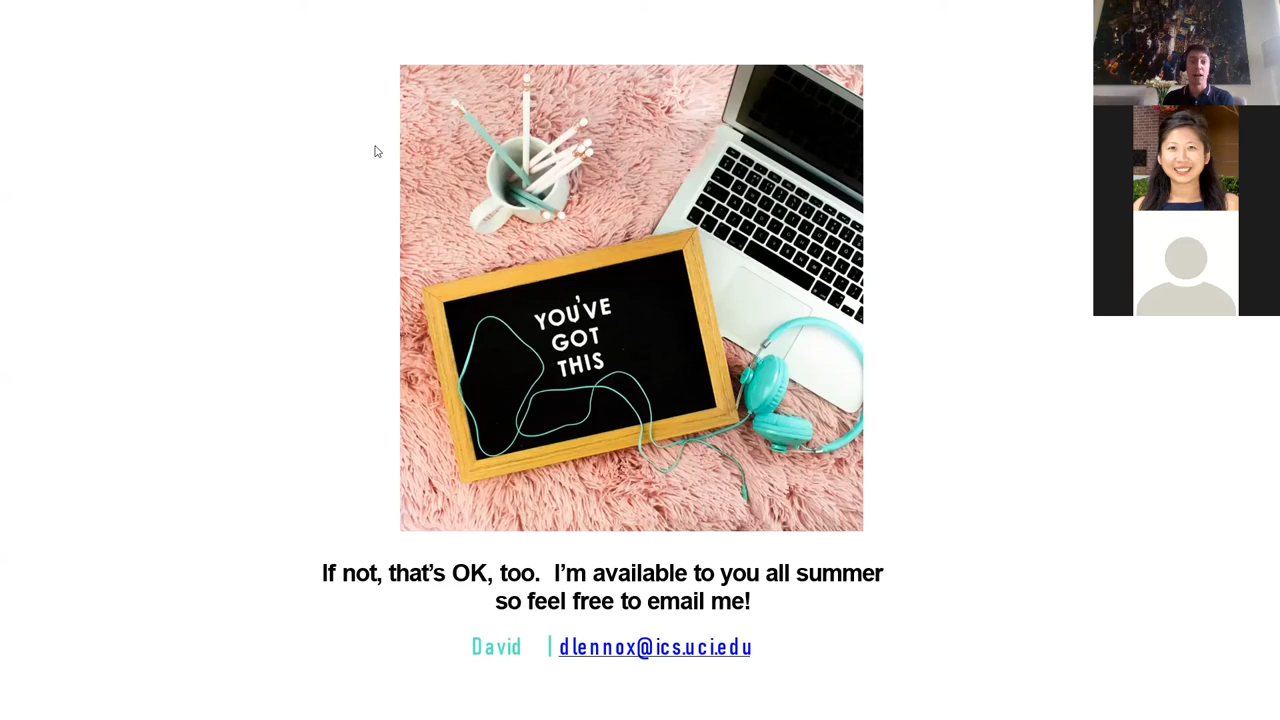 YOU'VE
GOT
THIS
If not, that’s OK, too. I’m available to you all summer
so feel free to email me!
David | dlennox@ics.uci.edu